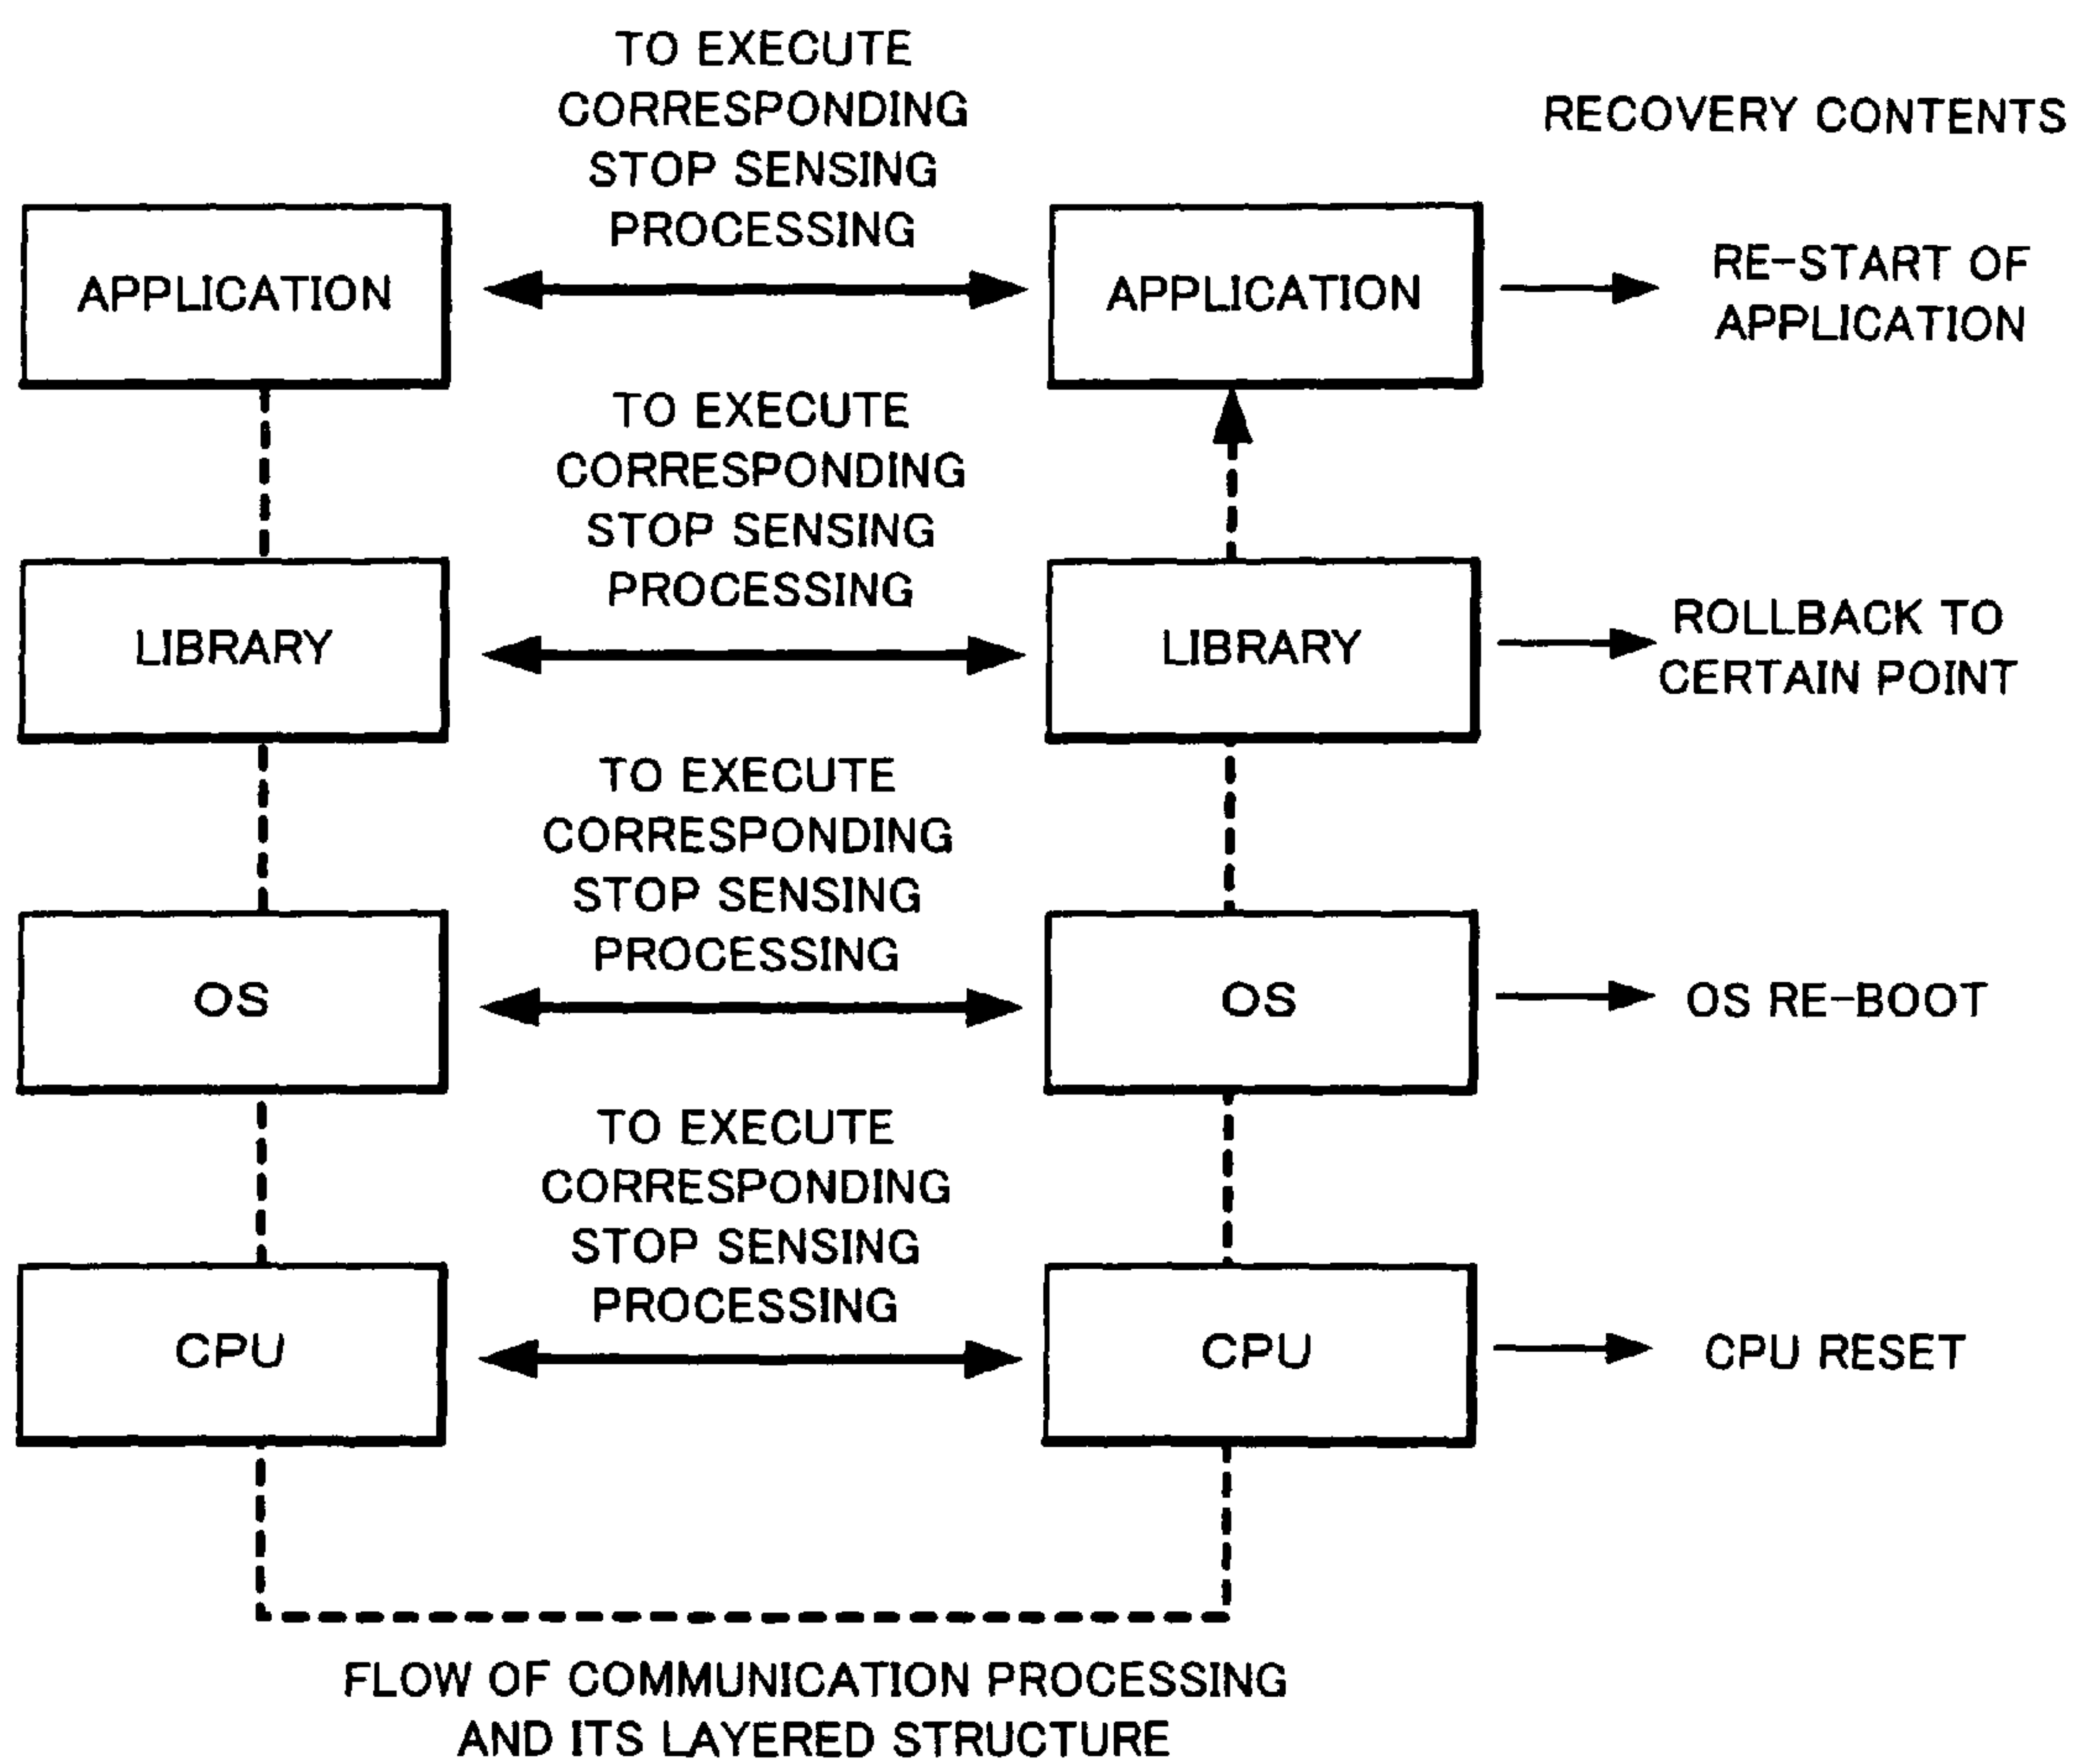 TO EXECUTE
CORRESPONDING
STOP SENSING
PROCESSING
RECOVERY CONTENTS
APPLICATION
APPLICATION
RE-START OF
APPLICATION
TO EXECUTE
CORRESPONDING
STOP SENSING
PROCESSING
LIBRARY
LIBRARY
ROLLBACK TO
CERTAIN POINT
TO EXECUTE
CORRESPONDING
STOP SENSING
PROCESSING
OS
OS
OS RE-BOOT
TO EXECUTE
CORRESPONDING
STOP SENSING
PROCESSING
CPU
CPU
CPU RESET
FLOW OF COMMUNICATION PROCESSING
AND ITS LAYERED STRUCTURE